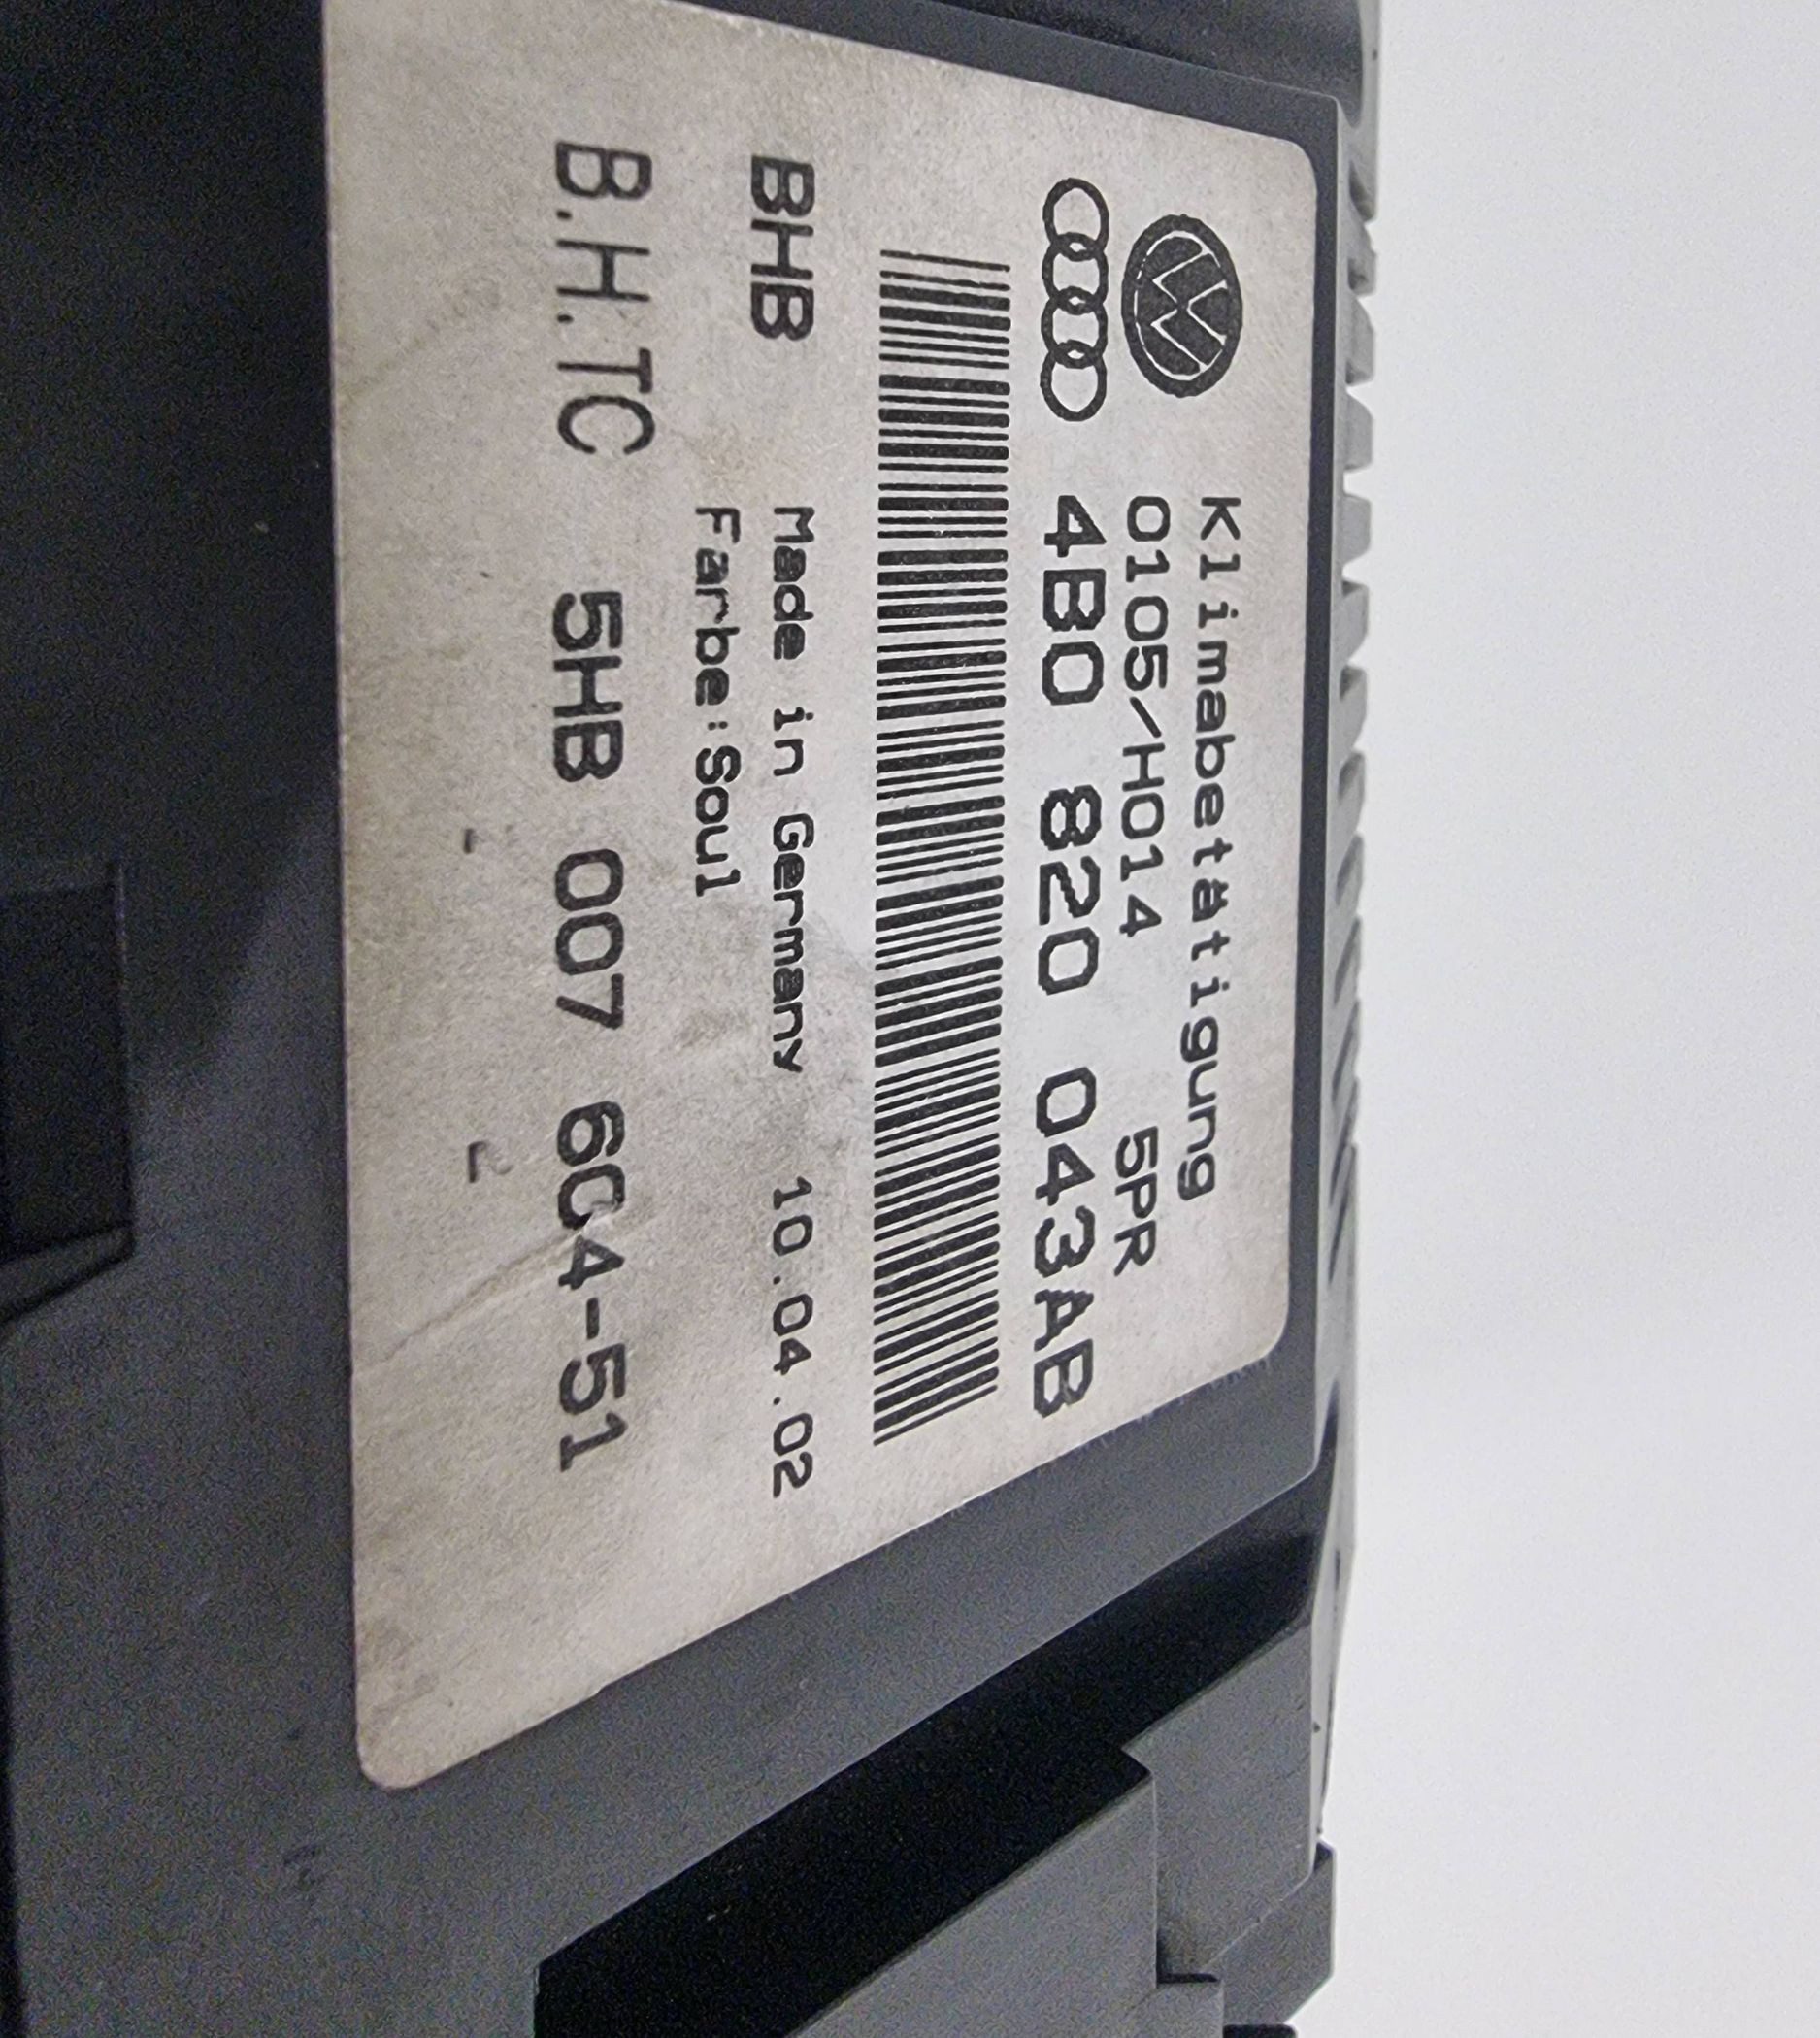 Klimabetätigung
0105/H014 5PR
4B0 820 043AB
BHB Made in Germany 10.04.02
Farbe:Soul
B.H.TC 5HB 007 604-51